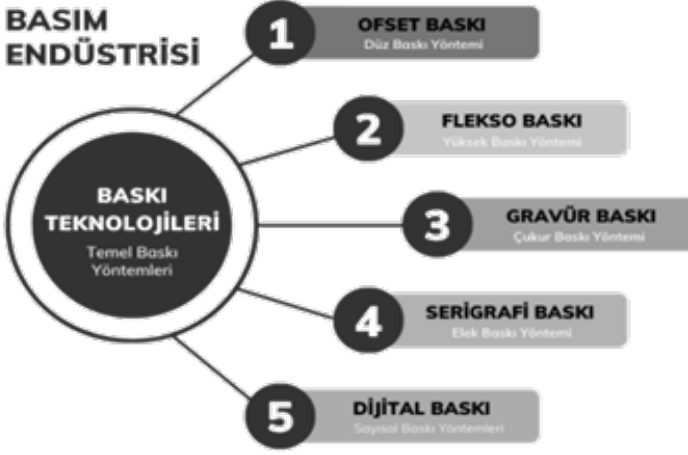 BASIM
ENDÜSTRİSİ
BASKI
TEKNOLOJİLERİ
Temel Baskı
Yöntemleri
1
OFSET BASKI
Düz Baskı Yöntemi
2
FLEKSO BASKI
Yüksek Baskı Yöntemi
3
GRAVÜR BASKI
Çukur Baskı Yöntemi
4
SERİGRAFİ BASKI
Elek Baskı Yöntemi
5
DİJİTAL BASKI
Sayısal Baskı Yöntemleri